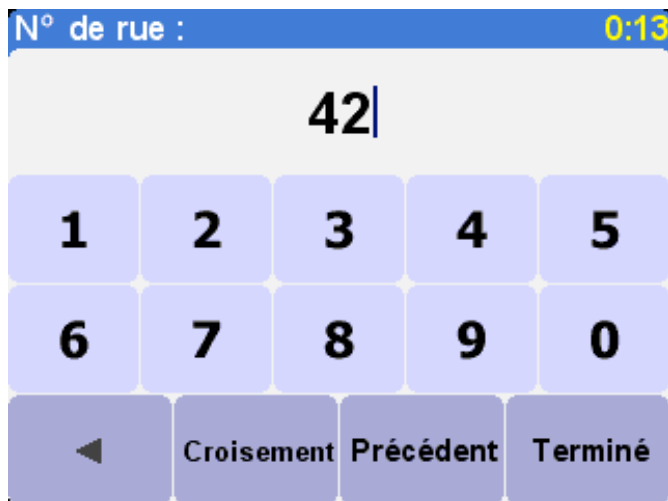 N° de rue : 0:13
42
1 2 3 4 5
6 7 8 9 0
Croisement Précédent Terminé